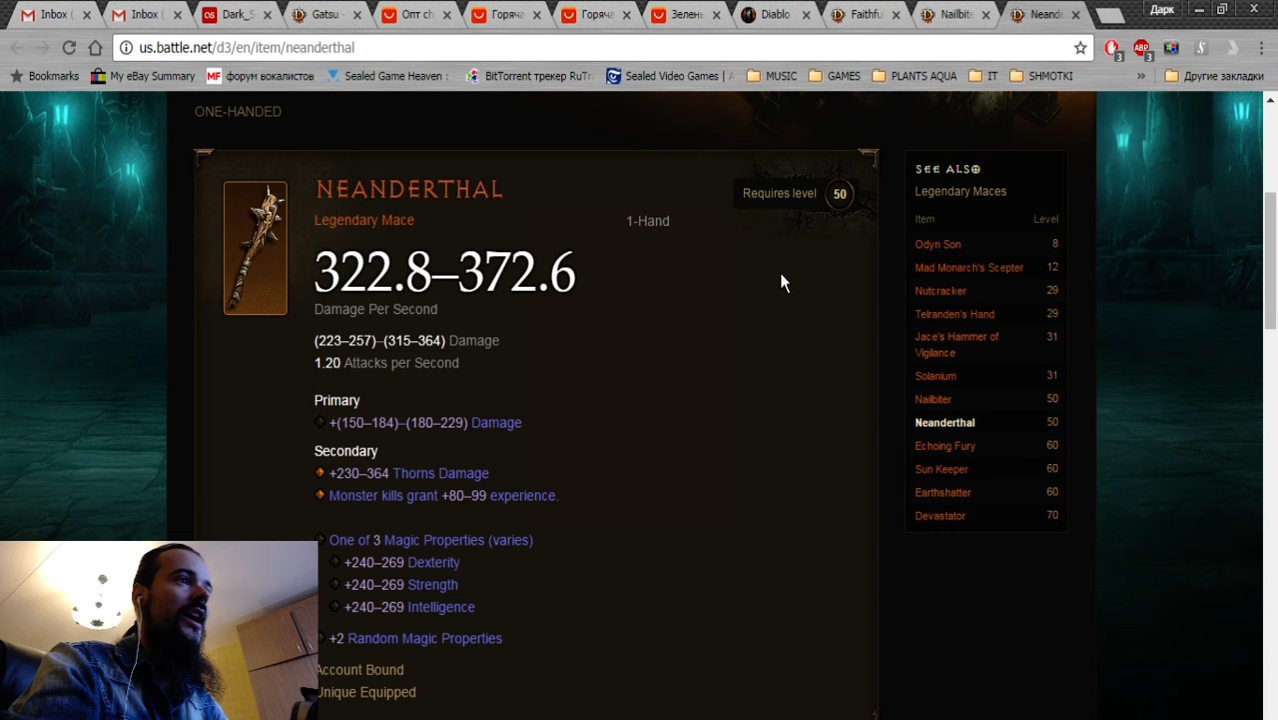 Inbox ( Inbox ( Dark_S Gatsu - Опт ch Горяча Горяча Зелень Diablo Faithfu Nailbite Neande Дарк
us.battle.net/d3/en/item/neanderthal
Bookmarks My eBay Summary форум вокалистов Sealed Game Heaven : BitTorrent трекер RuTr Sealed Video Games | MUSIC GAMES PLANTS AQUA IT SHMOTKI » Другие закладки
ONE-HANDED
NEANDERTHAL
Requires level 50
Legendary Mace 1-Hand
322.8–372.6
Damage Per Second
(223–257)–(315–364) Damage
1.20 Attacks per Second
Primary
+(150–184)–(180–229) Damage
Secondary
+230–364 Thorns Damage
Monster kills grant +80–99 experience.
One of 3 Magic Properties (varies)
+240–269 Dexterity
+240–269 Strength
+240–269 Intelligence
+2 Random Magic Properties
Account Bound
Unique Equipped
SEE ALSO
Legendary Maces
Item Level
Odyn Son 8
Mad Monarch's Scepter 12
Nutcracker 29
Telranden's Hand 29
Jace's Hammer of
Vigilance 31
Solanium 31
Nailbiter 50
Neanderthal 50
Echoing Fury 60
Sun Keeper 60
Earthshatter 60
Devastator 70